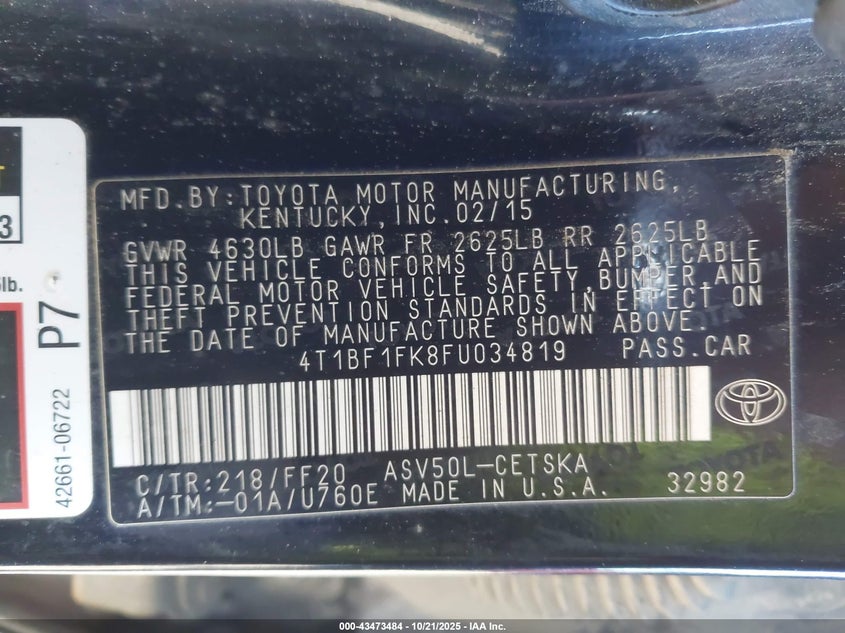 3
lb.
P7
42661-06722
MFD.BY:TOYOTA MOTOR MANUFACTURING,
KENTUCKY,INC.02/15
GVWR 4630LB GAWR FR 2625LB RR 2625LB
THIS VEHICLE CONFORMS TO ALL APPLICABLE
FEDERAL MOTOR VEHICLE SAFETY,BUMPER,AND
THEFT PREVENTION STANDARDS IN EFFECT ON
THE DATE OF MANUFACTURE SHOWN ABOVE.
4T1BF1FK8FU034819 PASS.CAR
C/TR:218/FF20 ASV50L-CETSKA
A/TM:-01A/U760E MADE IN U.S.A. 32982
000-43473484 - 10/21/2025 - IAA Inc.